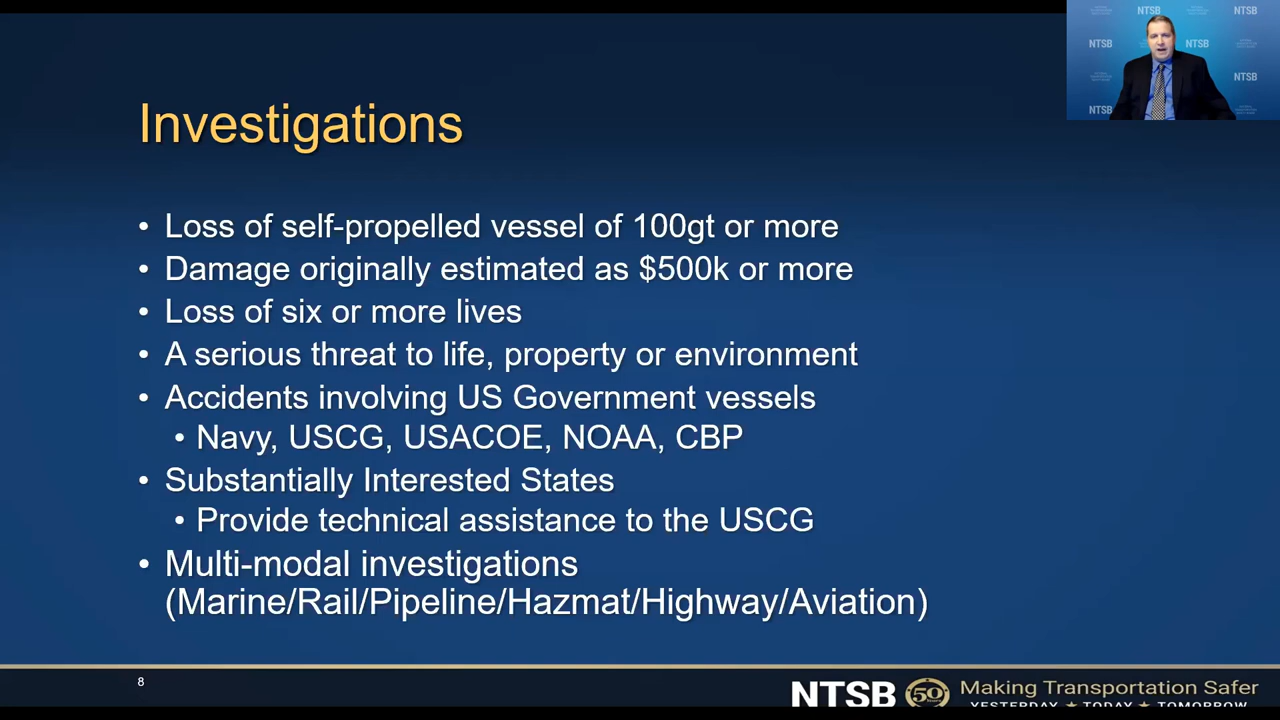 NTSB
NTSB
NTSB
NTSB
NTSB
NTSB
Investigations
• Loss of self-propelled vessel of 100gt or more
• Damage originally estimated as $500k or more
• Loss of six or more lives
• A serious threat to life, property or environment
• Accidents involving US Government vessels
• Navy, USCG, USACOE, NOAA, CBP
• Substantially Interested States
• Provide technical assistance to the USCG
• Multi-modal investigations
(Marine/Rail/Pipeline/Hazmat/Highway/Aviation)
8
NTSB 50 Making Transportation Safer
YESTERDAY ★ TODAY ★ TOMORROW